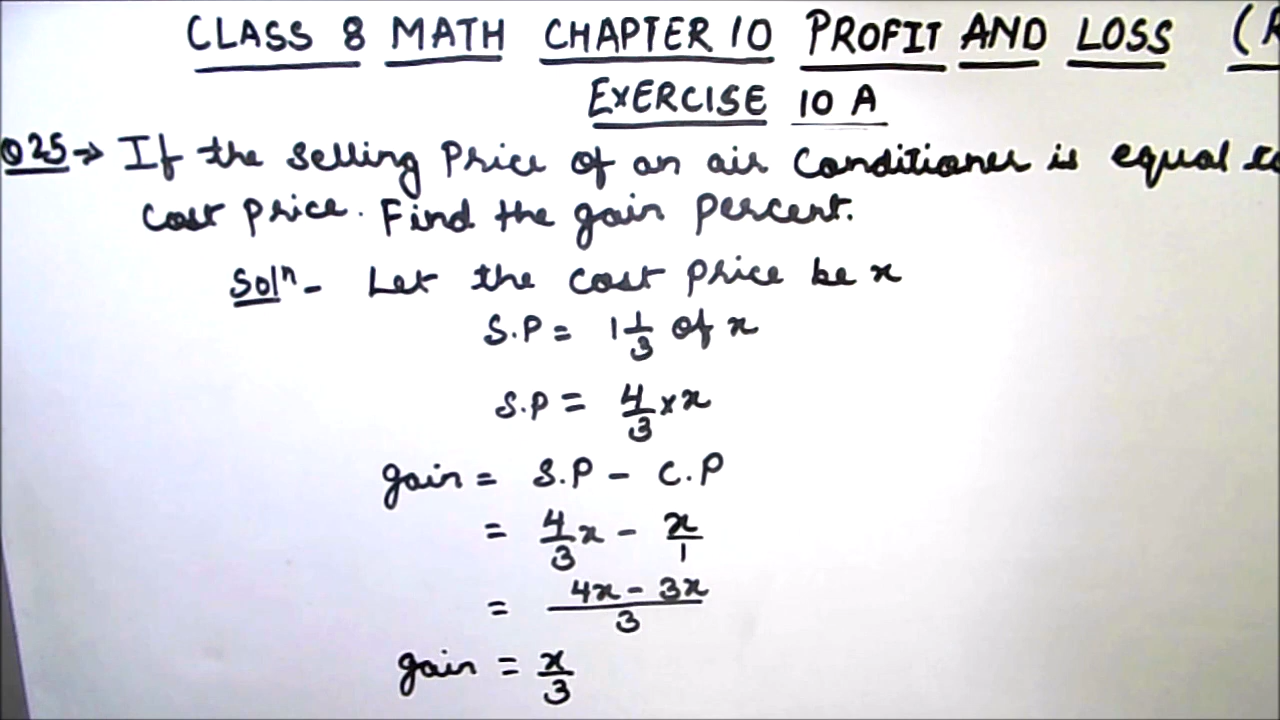 CLASS 8 MATH CHAPTER 10 PROFIT AND LOSS (R
EXERCISE 10 A
Q25→ If the selling Price of an air conditioner is equal to
cost price. Find the gain percent.
Solⁿ- Let the cost price be x
S.P = 1 1/3 of x
S.P = 4/3 × x
gain = S.P - C.P
= 4/3 x - x/1
= 4x - 3x / 3
gain = x/3